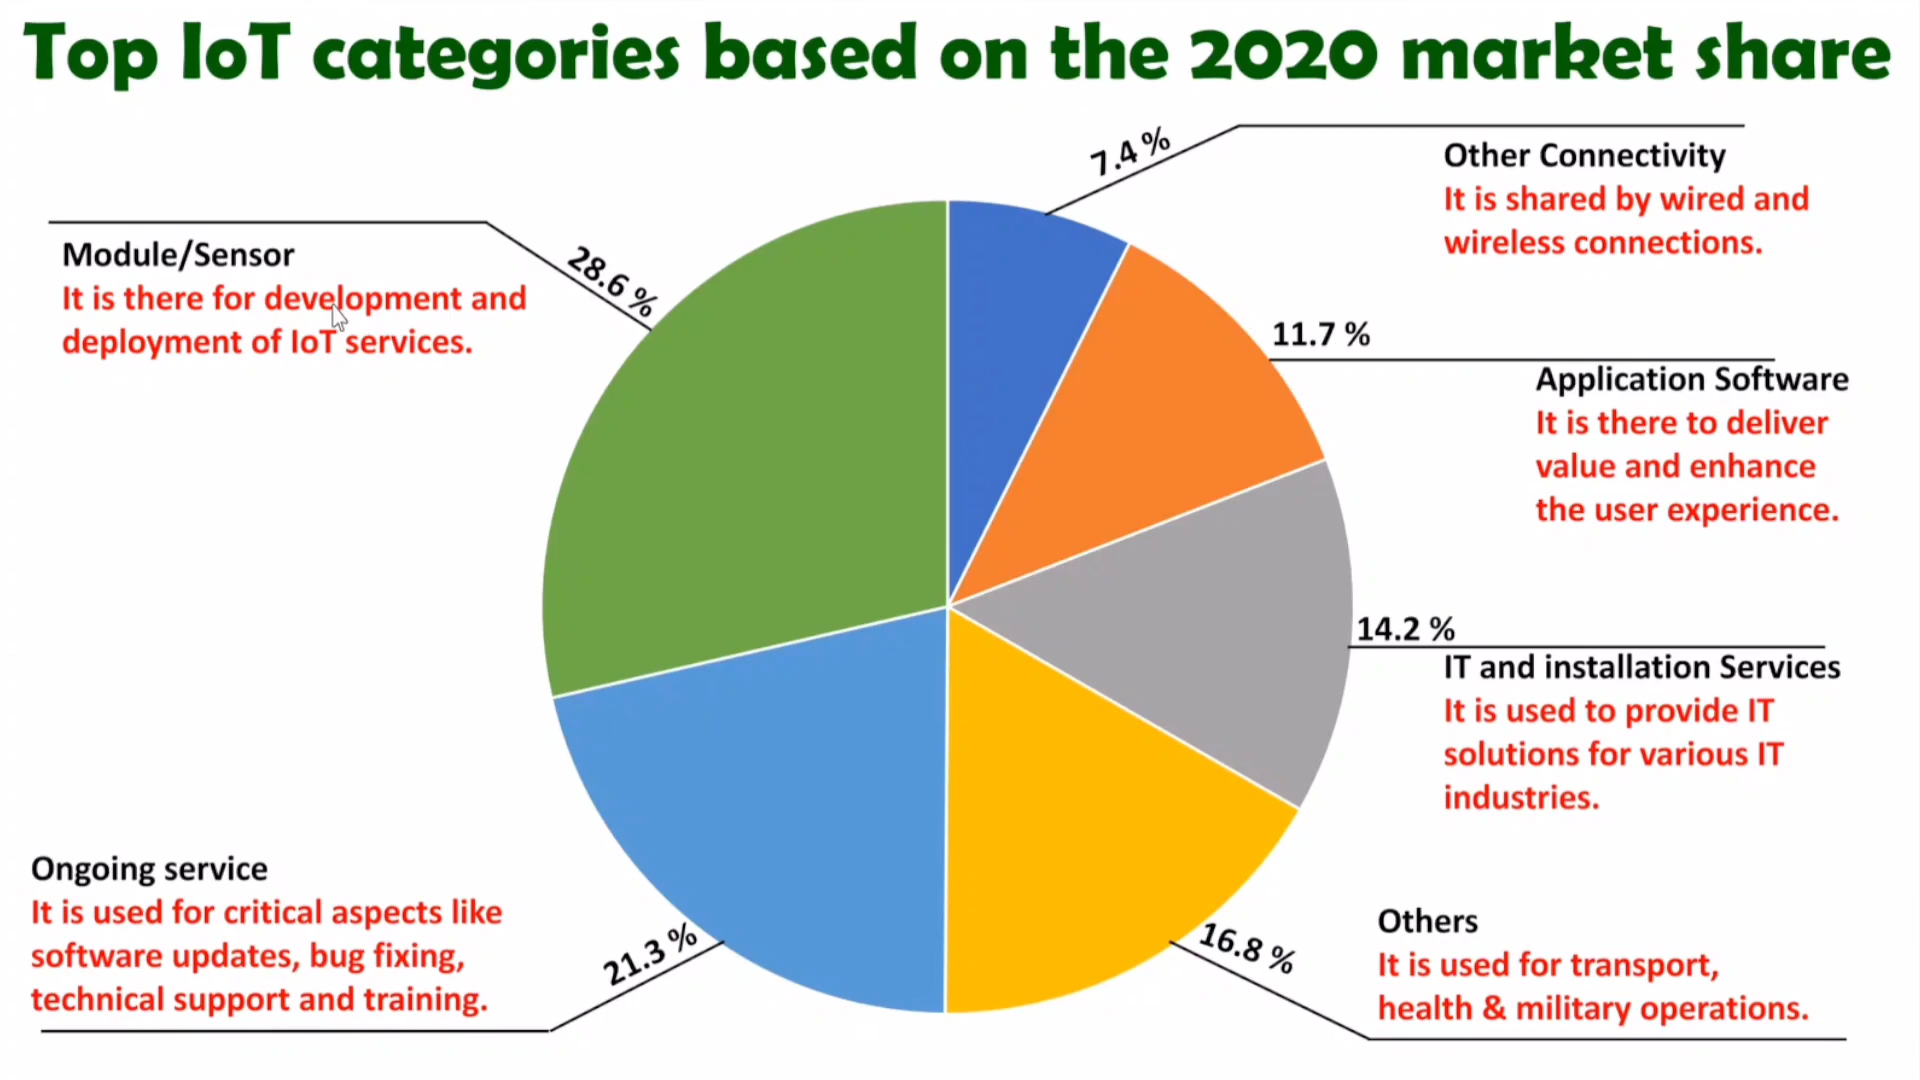 Top IoT categories based on the 2020 market share
7.4 %
Other Connectivity
It is shared by wired and
wireless connections.
28.6 %
Module/Sensor
It is there for development and
deployment of IoT services.
11.7 %
Application Software
It is there to deliver
value and enhance
the user experience.
14.2 %
IT and installation Services
It is used to provide IT
solutions for various IT
industries.
Ongoing service
It is used for critical aspects like
software updates, bug fixing,
technical support and training.
21.3 %
16.8 %
Others
It is used for transport,
health & military operations.